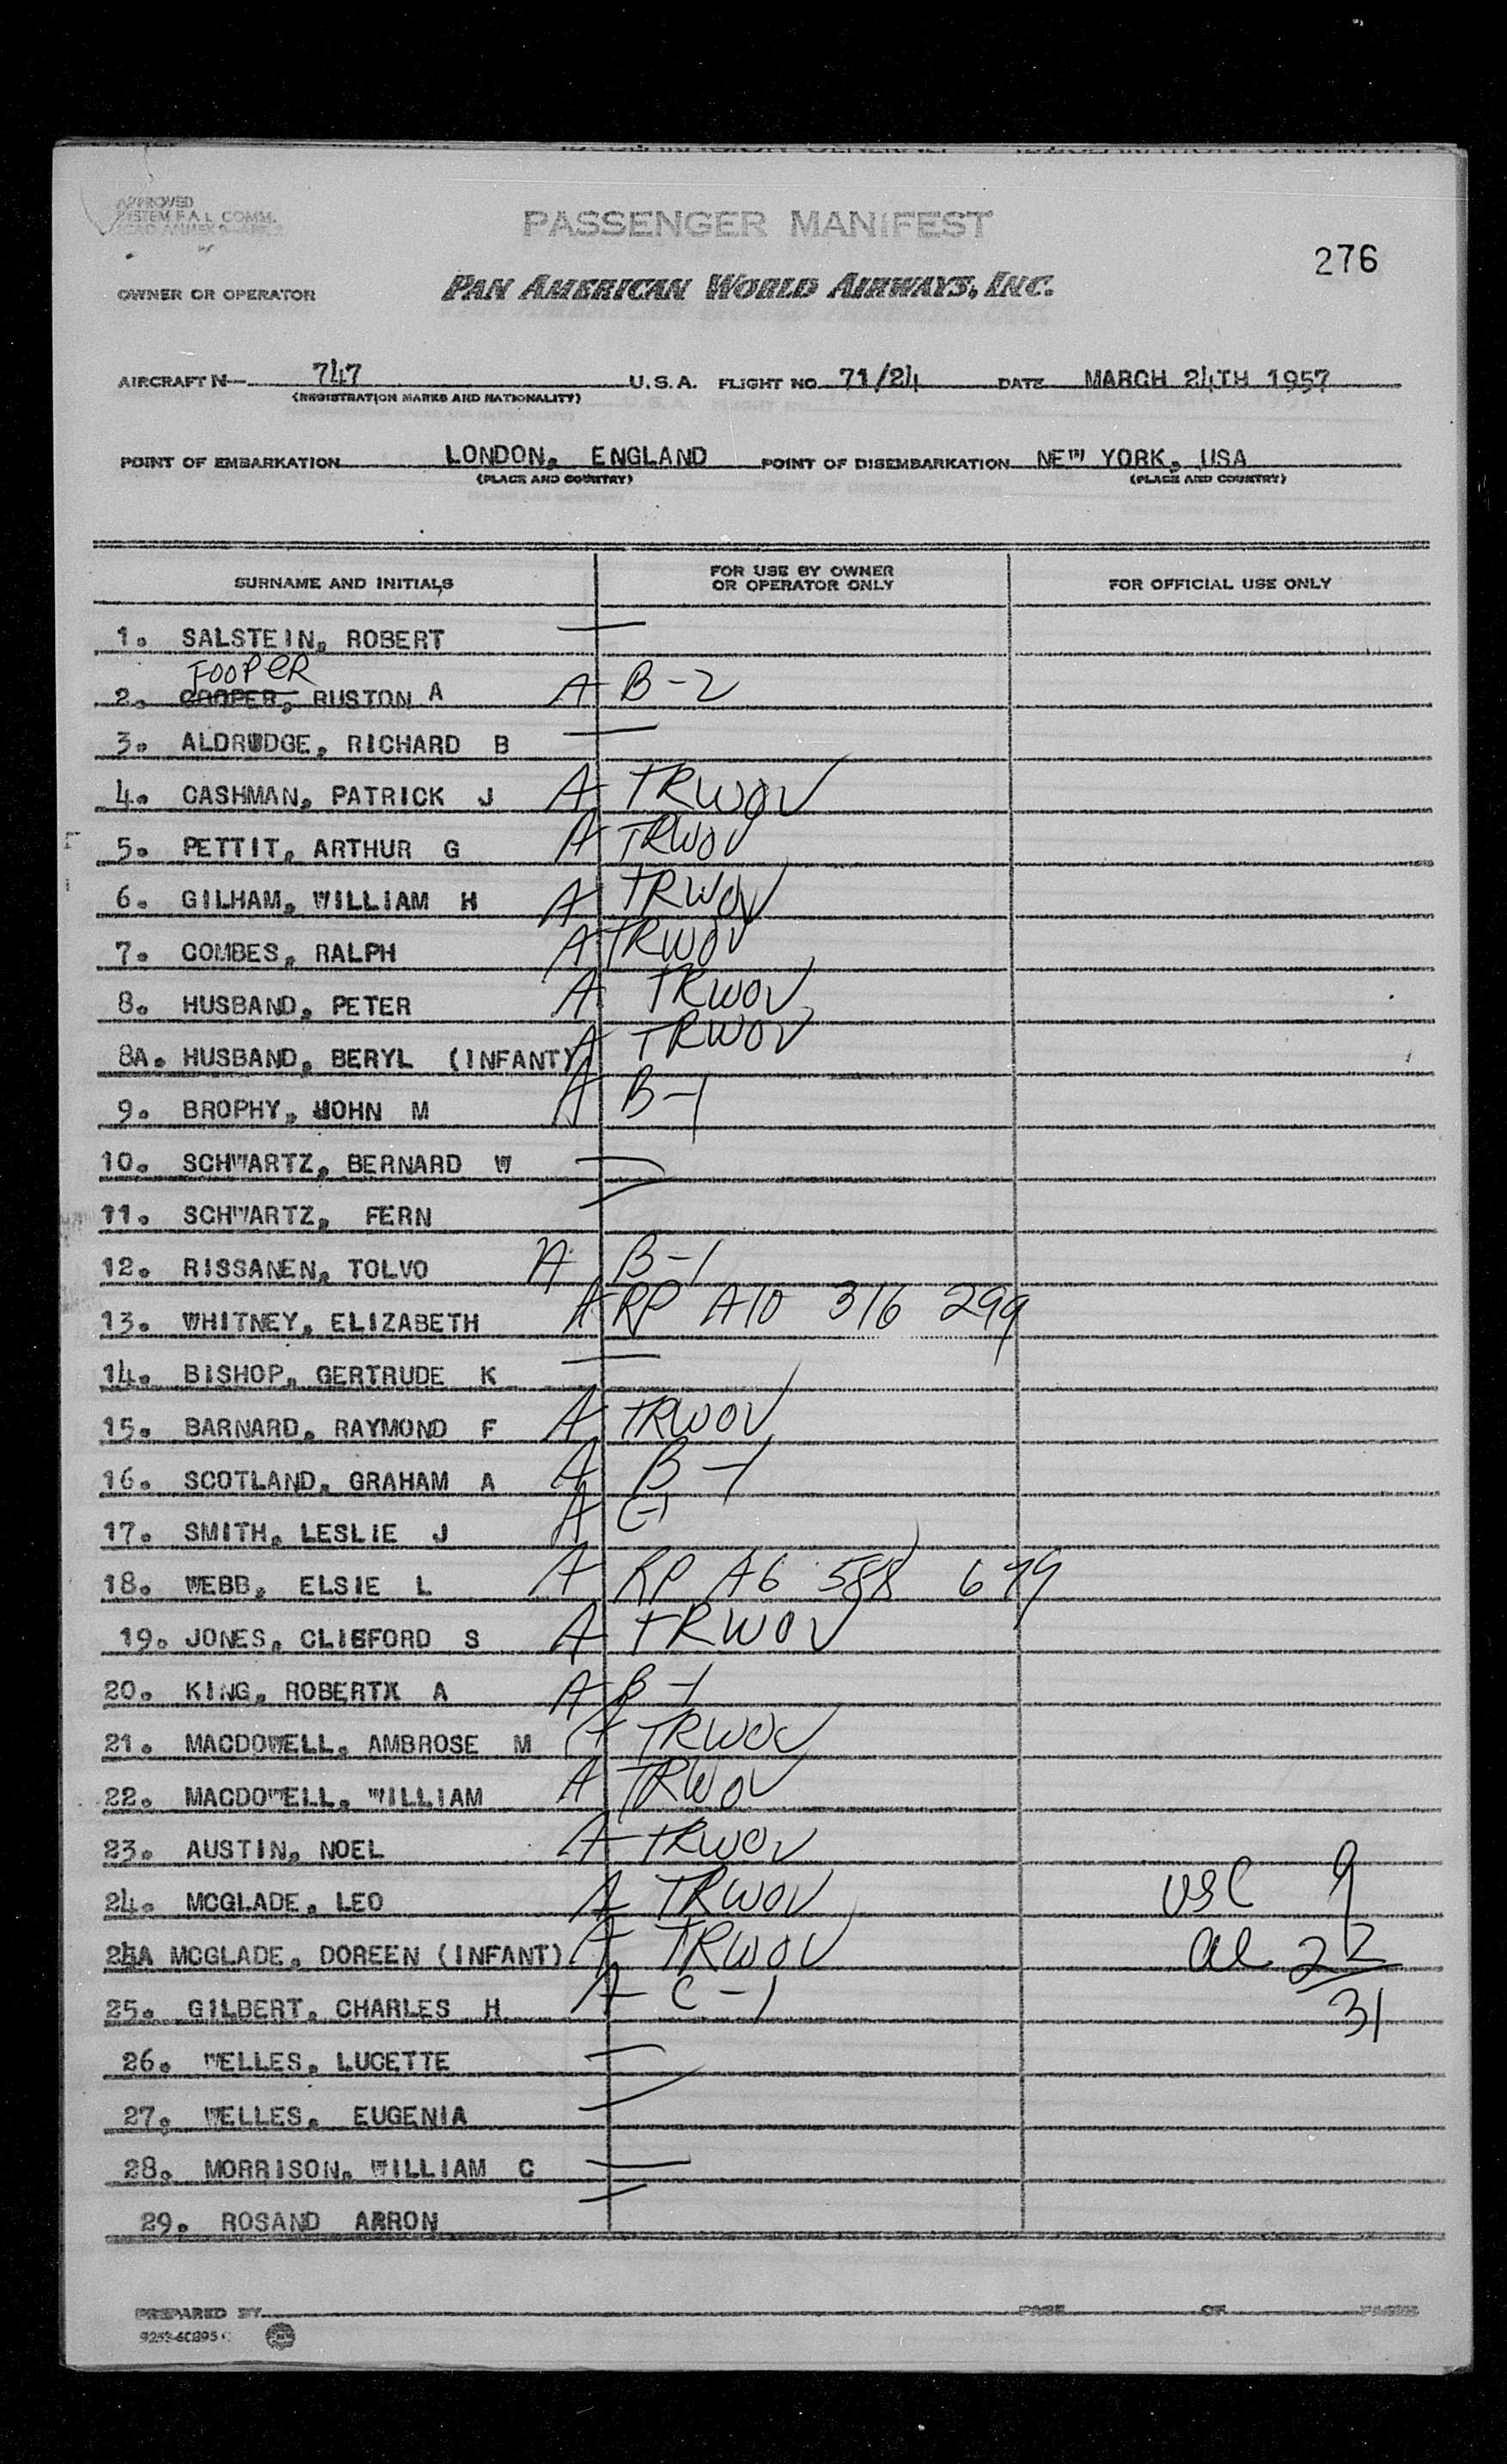 APPROVED
SYSTEM F.A.L COMM.
PASSENGER MANIFEST
276
OWNER OR OPERATOR PAN AMERICAN WORLD AIRWAYS, INC.
AIRCRAFT N- 747 U.S.A. FLIGHT NO. 71/24 DATE MARCH 24TH 1957
(REGISTRATION MARKS AND NATIONALITY)
POINT OF EMBARKATION LONDON, ENGLAND POINT OF DISEMBARKATION NEW YORK, USA
(PLACE AND COUNTRY) (PLACE AND COUNTRY)
SURNAME AND INITIALS FOR USE BY OWNER OR OPERATOR ONLY FOR OFFICIAL USE ONLY
1. SALSTEIN, ROBERT —
FOOPER
2. COOPER, RUSTON A A B-2
3. ALDRUDGE, RICHARD B —
4. CASHMAN, PATRICK J A TRWOV
5. PETTIT, ARTHUR G A TRWOV
6. GILHAM, WILLIAM H A TRWOV
7. COMBES, RALPH A TRWOV
8. HUSBAND, PETER A TRWOV
8A. HUSBAND, BERYL (INFANT) A TRWOV
9. BROPHY, JOHN M A B-1
10. SCHWARTZ, BERNARD W —
11. SCHWARTZ, FERN —
12. RISSANEN, TOLVO A B-1
13. WHITNEY, ELIZABETH A RP A10 316 299
14. BISHOP, GERTRUDE K —
15. BARNARD, RAYMOND F A TRWOV
16. SCOTLAND, GRAHAM A A B-1
17. SMITH, LESLIE J A C-1
18. WEBB, ELSIE L A RP A6 588 679
19. JONES, CLIFFORD S A TRWOV
20. KING, ROBERTX A A B-1
21. MACDOWELL, AMBROSE M A TRWOV
22. MACDOWELL, WILLIAM A TRWOV
23. AUSTIN, NOEL A TRWOV
24. MCGLADE, LEO A TRWOV USC 9
24A MCGLADE, DOREEN (INFANT) A TRWOV al 22
25. GILBERT, CHARLES H A C-1 31
26. WELLES, LUCETTE —
27. WELLES, EUGENIA —
28. MORRISON, WILLIAM C —
29. ROSAND ARRON —
PREPARED BY PAGE OF PAGES